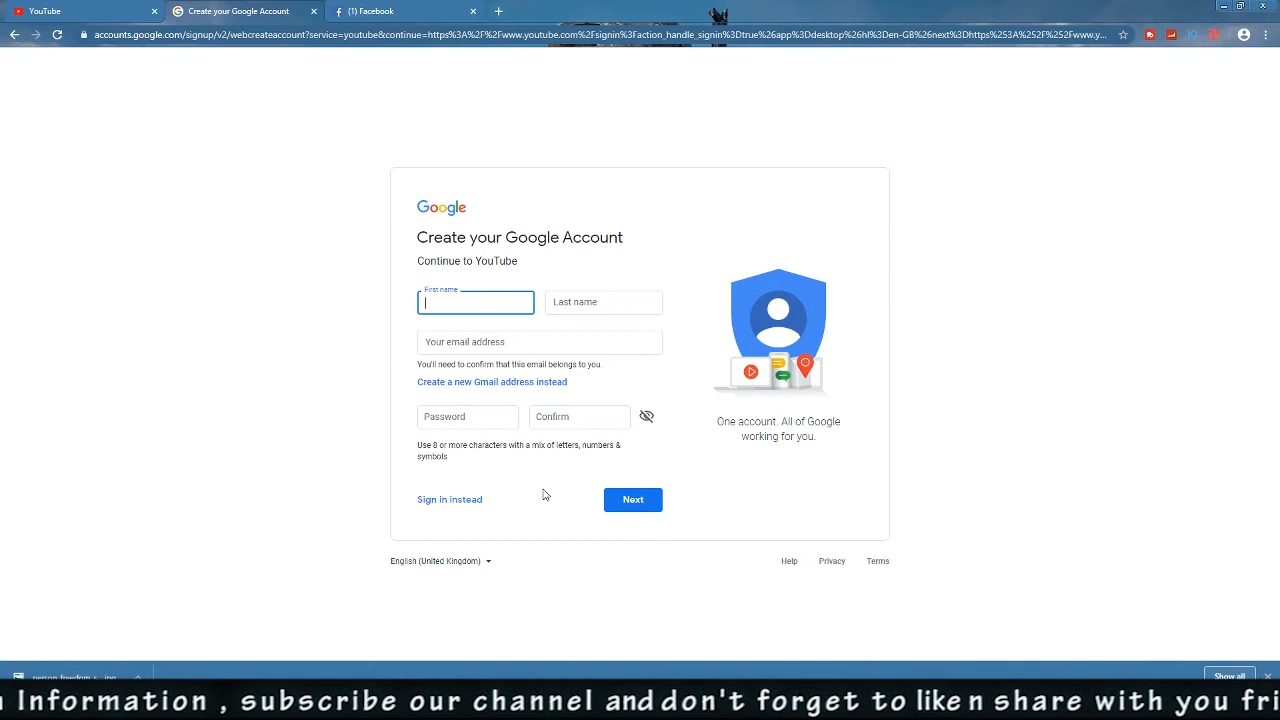 YouTube
Create your Google Account
(1) Facebook
accounts.google.com/signup/v2/webcreateaccount?service=youtube&continue=https%3A%2F%2Fwww.youtube.com%2Fsignin%3Faction_handle_signin%3Dtrue%26app%3Ddesktop%26hl%3Den-GB%26next%3Dhttps%253A%252F%252Fwww.y...
Google
Create your Google Account
Continue to YouTube
First name
Last name
Your email address
You'll need to confirm that this email belongs to you.
Create a new Gmail address instead
Password
Confirm
Use 8 or more characters with a mix of letters, numbers &
symbols
Sign in instead
Next
One account. All of Google
working for you.
English (United Kingdom)
Help
Privacy
Terms
Show all
Information , subscribe our channel and don't forget to like n share with you fri